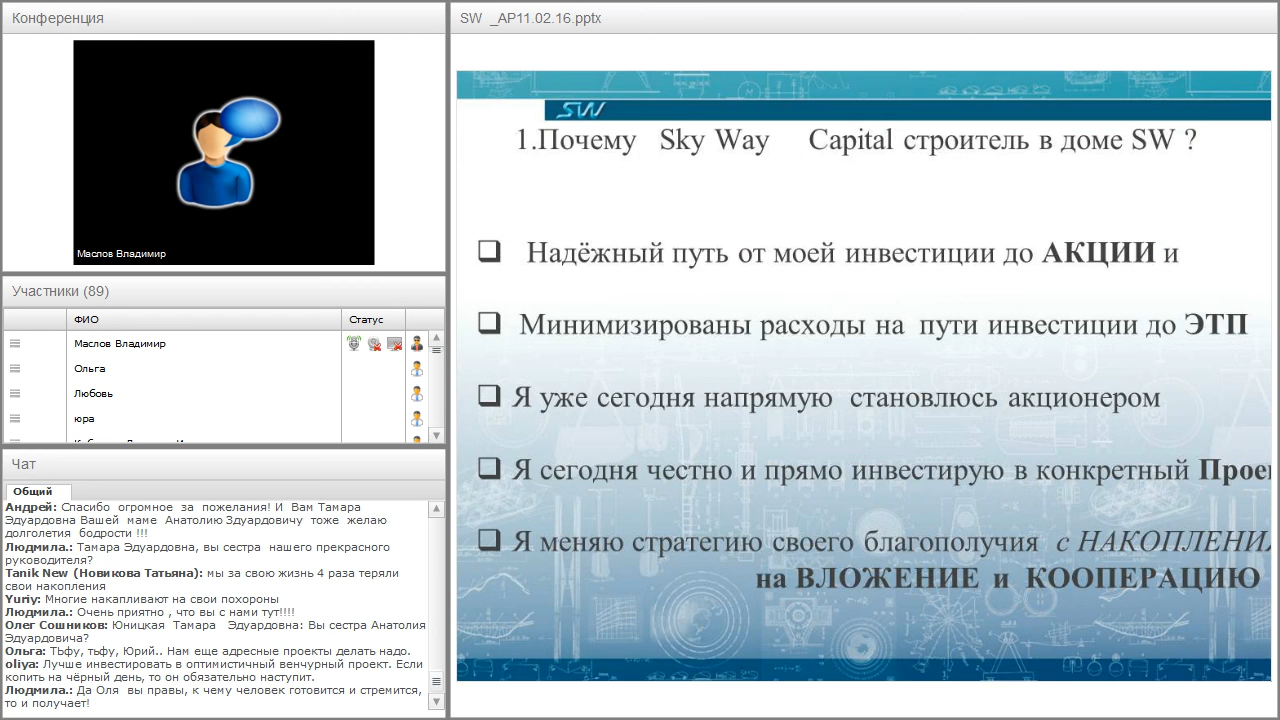 Конференция
Маслов Владимир
Участники (89)
ФИО Статус
Маслов Владимир
Ольга
Любовь
юра
Чат
Общий
Андрей: Спасибо огромное за пожелания! И Вам Тамара
Эдуардовна Вашей маме Анатолию Здуардовичу тоже желаю
долголетия бодрости !!!
Людмила.: Тамара Эдуардовна, вы сестра нашего прекрасного
руководителя?
Tanik New (Новикова Татьяна): мы за свою жизнь 4 раза теряли
свои накопления
Yuriy: Многие накапливают на свои похороны
Людмила.: Очень приятно , что вы с нами тут!!!!
Олег Сошников: Юницкая Тамара Эдуардовна: Вы сестра Анатолия
Эдуардовича?
Ольга: Тьфу, тьфу, Юрий.. Нам еще адресные проекты делать надо.
oliya: Лучше инвестировать в оптимистичный венчурный проект. Если
копить на чёрный день, то он обязательно наступит.
Людмила.: Да Оля вы правы, к чему человек готовится и стремится,
то и получает!
SW _AP11.02.16.pptx
SW
1.Почему Sky Way Capital строитель в доме SW ?
Надёжный путь от моей инвестиции до АКЦИИ и
Минимизированы расходы на пути инвестиции до ЭТП
Я уже сегодня напрямую становлюсь акционером
Я сегодня честно и прямо инвестирую в конкретный Проек
Я меняю стратегию своего благополучия с НАКОПЛЕНИЯ
на ВЛОЖЕНИЕ и КООПЕРАЦИЮ